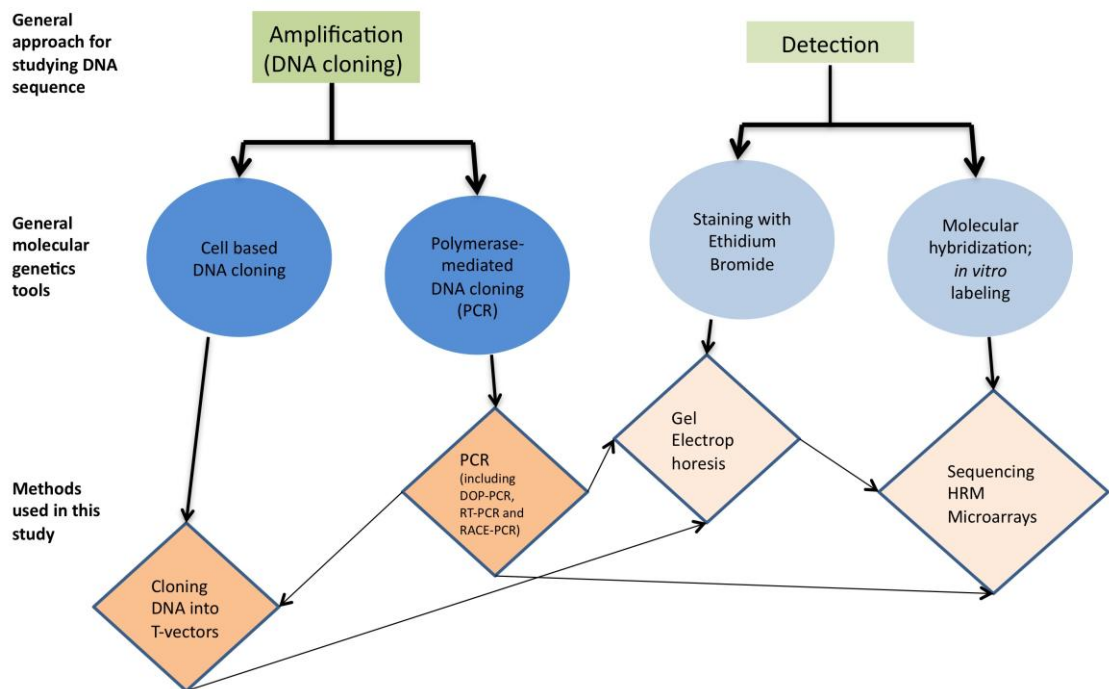 General
approach for
studying DNA
sequence
Amplification
(DNA cloning)
Detection
General
molecular
genetics
tools
Cell based
DNA cloning
Polymerase-
mediated
DNA cloning
(PCR)
Staining with
Ethidium
Bromide
Molecular
hybridization;
in vitro
labeling
Methods
used in this
study
Cloning
DNA into
T-vectors
PCR
(including
DOP-PCR,
RT-PCR and
RACE-PCR)
Gel
Electrop
horesis
Sequencing
HRM
Microarrays